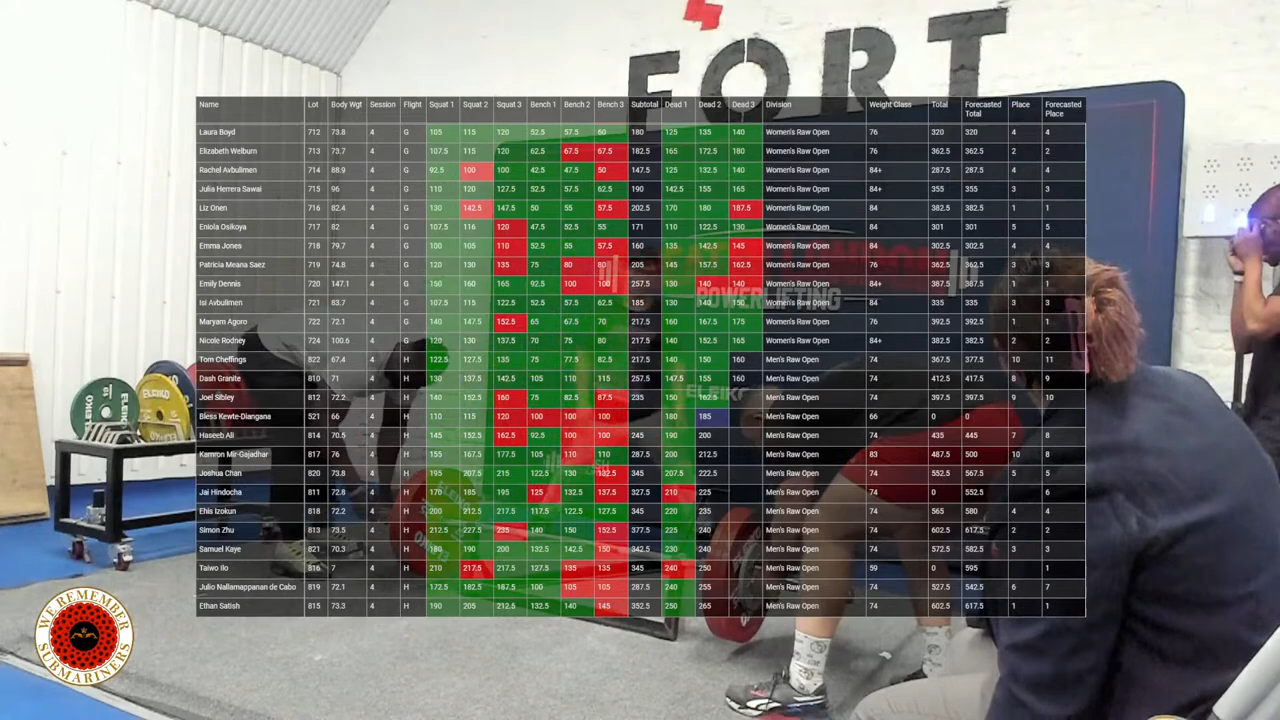 FORT
Name Lot Body Wgt Session Flight Squat 1 Squat 2 Squat 3 Bench 1 Bench 2 Bench 3 Subtotal Dead 1 Dead 2 Dead 3 Division Weight Class Total Forecasted Total Place Forecasted Place
Laura Boyd 712 73.8 4 G 105 115 120 52.5 57.5 60 180 125 135 140 Women's Raw Open 76 320 320 4 4
Elizabeth Welburn 713 73.7 4 G 107.5 115 120 62.5 67.5 67.5 182.5 165 172.5 180 Women's Raw Open 76 362.5 362.5 2 2
Rachel Avbulimen 714 88.9 4 G 92.5 100 100 42.5 47.5 50 147.5 125 132.5 140 Women's Raw Open 84+ 287.5 287.5 4 4
Julia Herrera Sawai 715 96 4 G 110 120 127.5 52.5 57.5 62.5 190 142.5 155 165 Women's Raw Open 84+ 355 355 3 3
Liz Onen 716 82.4 4 G 130 142.5 147.5 50 55 57.5 202.5 170 180 187.5 Women's Raw Open 84 382.5 382.5 1 1
Eniola Osikoya 717 82 4 G 107.5 116 120 47.5 52.5 55 171 110 122.5 130 Women's Raw Open 84 301 301 5 5
Emma Jones 718 79.7 4 G 100 105 110 52.5 55 57.5 160 135 142.5 145 Women's Raw Open 84 302.5 302.5 4 4
Patricia Meana Saez 719 74.8 4 G 120 130 135 75 80 80 205 145 157.5 162.5 Women's Raw Open 76 362.5 362.5 3 3
Emily Dennis 720 147.1 4 G 150 160 165 92.5 100 100 257.5 130 140 140 Women's Raw Open 84+ 387.5 387.5 1 1
Isi Avbulimen 721 83.7 4 G 107.5 115 122.5 52.5 57.5 62.5 185 130 140 150 Women's Raw Open 84 335 335 3 3
Maryam Agoro 722 72.1 4 G 140 147.5 152.5 65 67.5 70 217.5 160 167.5 175 Women's Raw Open 76 392.5 392.5 1 1
Nicole Rodney 724 100.6 4 G 120 130 137.5 70 75 80 217.5 140 152.5 165 Women's Raw Open 84+ 382.5 382.5 2 2
Tom Cheffings 822 67.4 4 H 122.5 127.5 135 75 77.5 82.5 217.5 140 150 160 Men's Raw Open 74 367.5 377.5 10 11
Dash Granite 810 71 4 H 130 137.5 142.5 105 110 115 257.5 147.5 155 160 Men's Raw Open 74 412.5 417.5 8 9
Joel Sibley 812 72.2 4 H 140 152.5 160 75 82.5 87.5 235 150 162.5 Men's Raw Open 74 397.5 397.5 9 10
Bless Kewte-Diangana 521 66 4 H 110 115 120 100 100 100 180 185 Men's Raw Open 66 0 0
Haseeb Ali 814 70.5 4 H 145 152.5 162.5 92.5 100 100 245 190 200 Men's Raw Open 74 435 445 7 8
Kemron Mir-Gajadhar 817 76 4 H 155 167.5 177.5 105 110 110 287.5 200 212.5 Men's Raw Open 83 487.5 500 10 8
Joshua Chan 820 73.8 4 H 195 207.5 215 122.5 130 132.5 345 207.5 222.5 Men's Raw Open 74 552.5 567.5 5 5
Jai Hindocha 811 72.8 4 H 170 185 195 125 132.5 137.5 327.5 210 225 Men's Raw Open 74 0 552.5 6
Ehis Izokun 818 72.2 4 H 200 212.5 217.5 117.5 122.5 127.5 345 220 235 Men's Raw Open 74 565 580 4 4
Simon Zhu 813 73.5 4 H 212.5 227.5 235 140 150 152.5 377.5 225 240 Men's Raw Open 74 602.5 617.5 2 2
Samuel Kaye 821 70.3 4 H 180 190 200 132.5 142.5 150 342.5 230 240 Men's Raw Open 74 572.5 582.5 3 3
Taiwo Ilo 816 7 4 H 210 217.5 217.5 127.5 135 135 345 240 250 Men's Raw Open 59 0 595 1
Julio Nallamappanan de Cabo 819 72.1 4 H 172.5 182.5 187.5 100 105 105 287.5 240 255 Men's Raw Open 74 527.5 542.5 6 7
Ethan Satish 815 73.3 4 H 190 205 212.5 132.5 140 145 352.5 250 265 Men's Raw Open 74 602.5 617.5 1 1
POWERLIFTING
ELEIKO
ELEIKO
ELEIKO
WE REMEMBER
SUBMARINERS